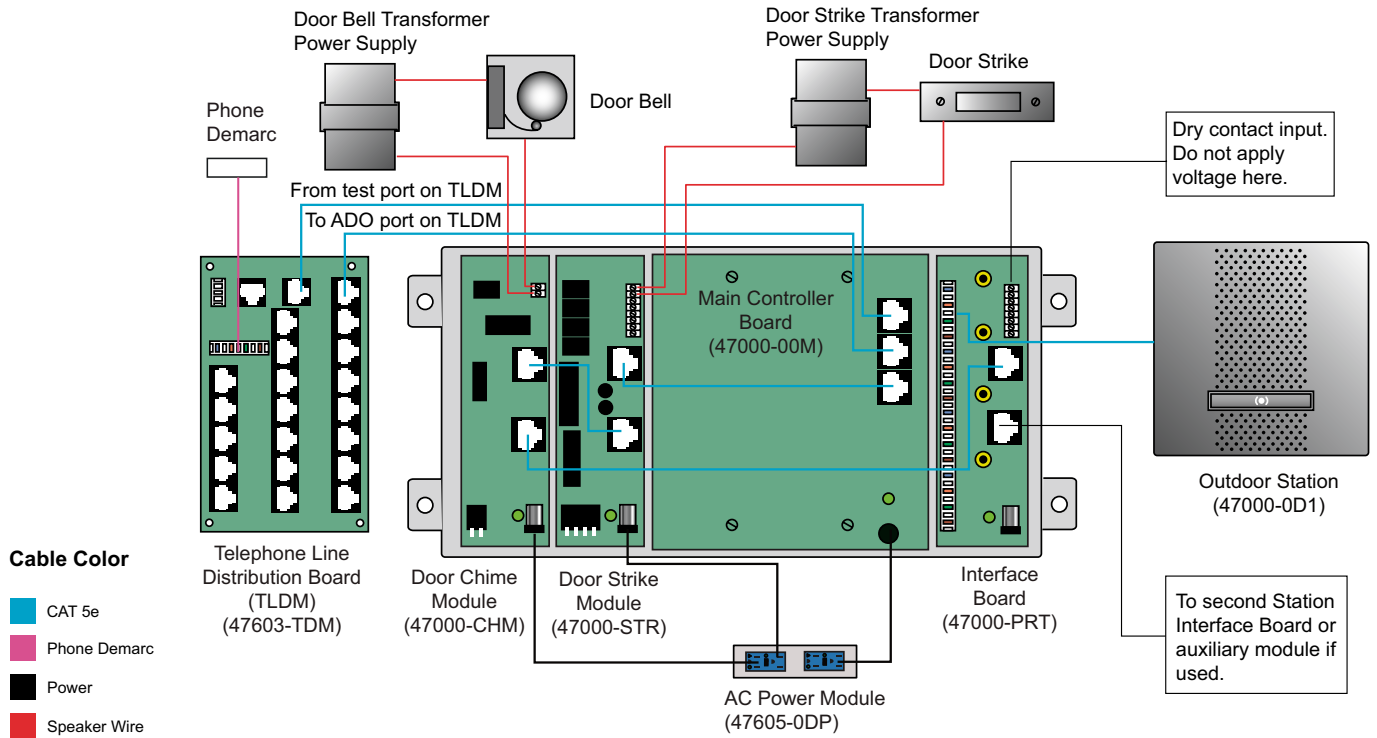 Door Bell Transformer
Power Supply
Door Strike Transformer
Power Supply
Door Strike
Door Bell
Phone
Demarc
Dry contact input.
Do not apply
voltage here.
From test port on TLDM
To ADO port on TLDM
Main Controller
Board
(47000-00M)
Outdoor Station
(47000-0D1)
Telephone Line
Distribution Board
(TLDM)
(47603-TDM)
Door Chime
Module
(47000-CHM)
Door Strike
Module
(47000-STR)
Interface
Board
(47000-PRT)
To second Station
Interface Board or
auxiliary module if
used.
AC Power Module
(47605-0DP)
Cable Color
CAT 5e
Phone Demarc
Power
Speaker Wire